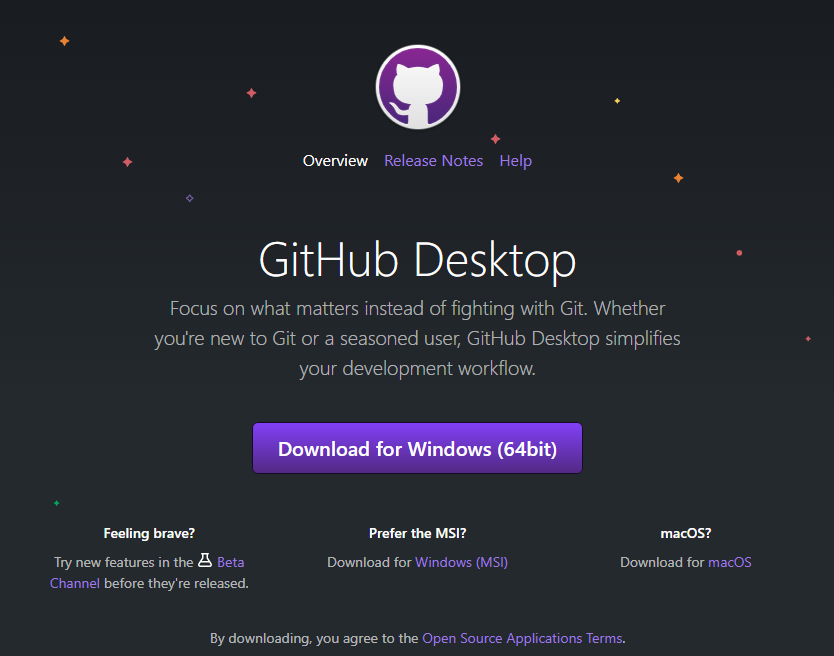 Overview Release Notes Help
GitHub Desktop
Focus on what matters instead of fighting with Git. Whether
you're new to Git or a seasoned user, GitHub Desktop simplifies
your development workflow.
Download for Windows (64bit)
Feeling brave?
Try new features in the Beta
Channel before they're released.
Prefer the MSI?
Download for Windows (MSI)
macOS?
Download for macOS
By downloading, you agree to the Open Source Applications Terms.